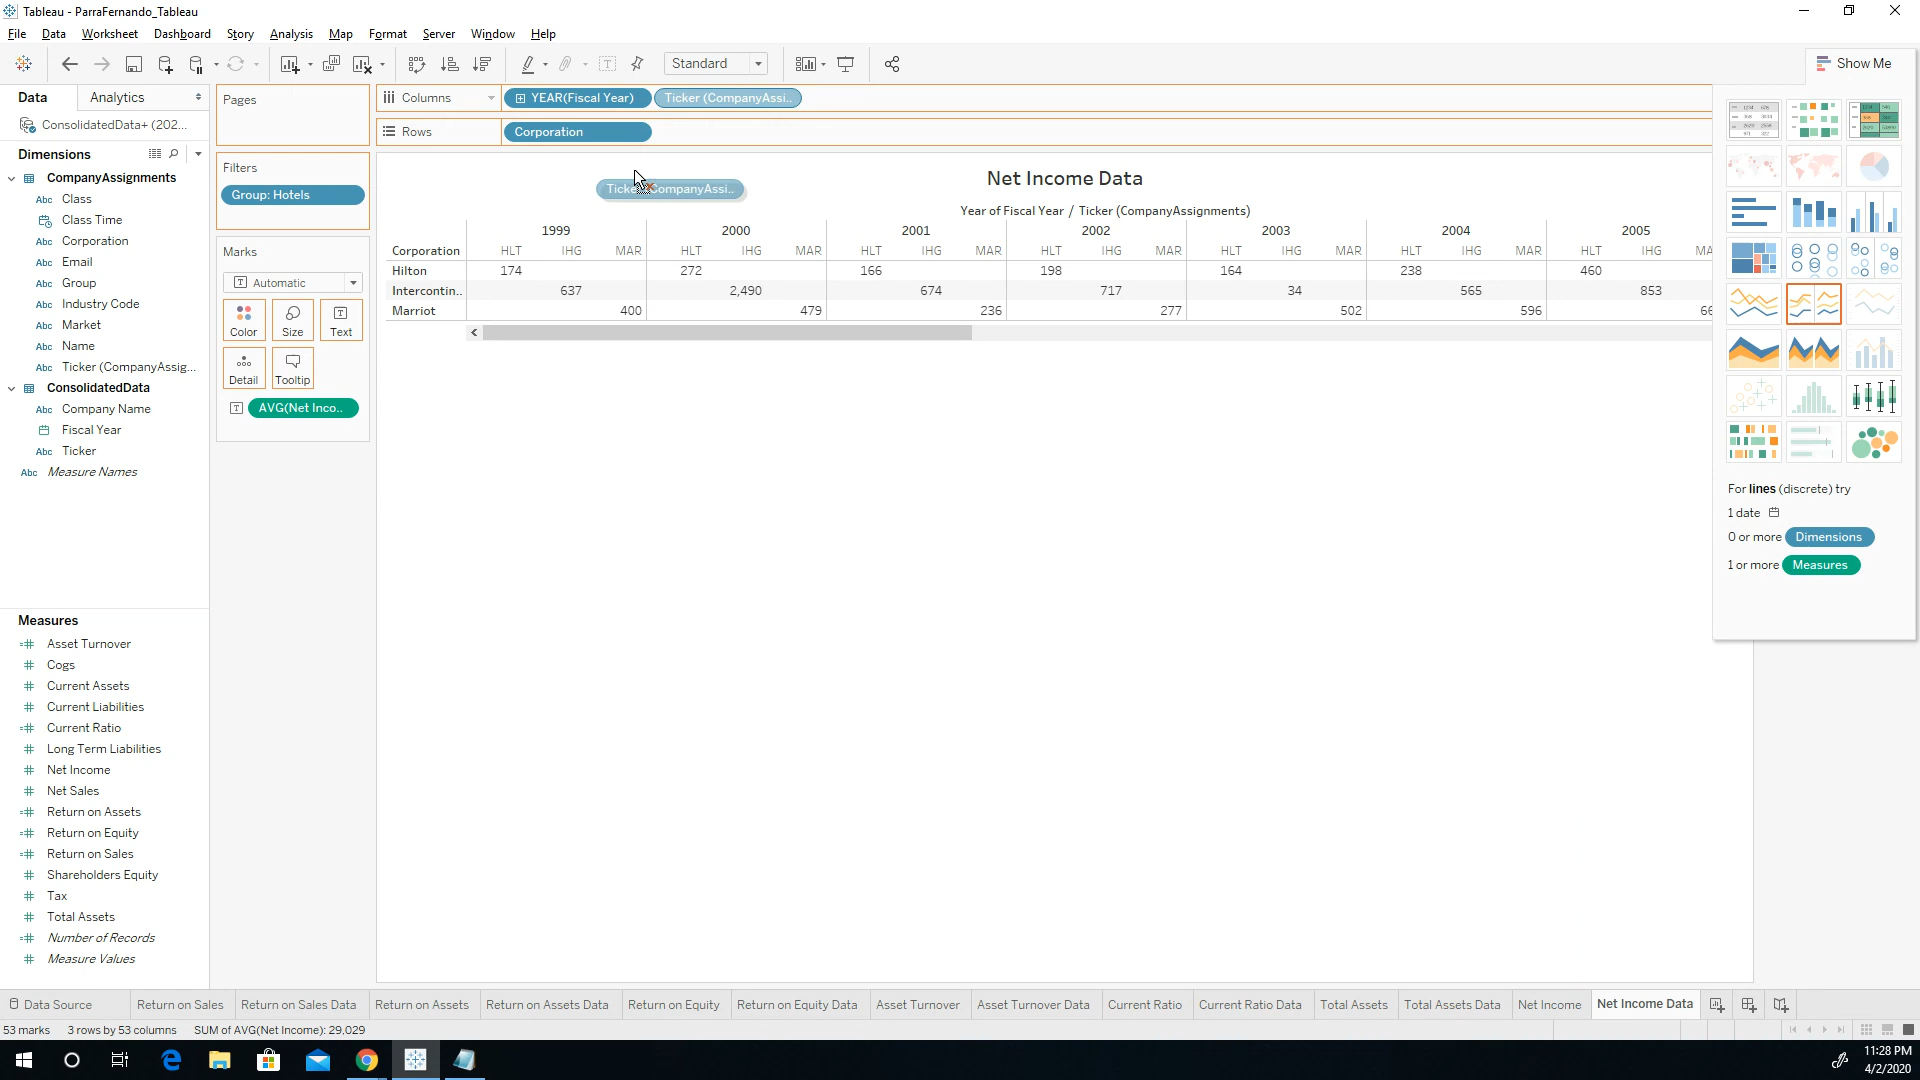 Tableau - ParraFernando_Tableau
File Data Worksheet Dashboard Story Analysis Map Format Server Window Help
Standard
Show Me
Data Analytics
ConsolidatedData+ (202...
Dimensions
CompanyAssignments
Abc Class
Class Time
Abc Corporation
Abc Email
Abc Group
Abc Industry Code
Abc Market
Abc Name
Abc Ticker (CompanyAssig...
ConsolidatedData
Abc Company Name
Fiscal Year
Abc Ticker
Abc Measure Names
Measures
Asset Turnover
Cogs
Current Assets
Current Liabilities
Current Ratio
Long Term Liabilities
Net Income
Net Sales
Return on Assets
Return on Equity
Return on Sales
Shareholders Equity
Tax
Total Assets
Number of Records
Measure Values
Pages
Filters
Group: Hotels
Marks
Automatic
Color Size Text
Detail Tooltip
AVG(Net Inco..
Columns YEAR(Fiscal Year) Ticker (CompanyAssi..
Rows Corporation
Net Income Data
Year of Fiscal Year / Ticker (CompanyAssignments)
1999 2000 2001 2002 2003 2004 2005
Corporation HLT IHG MAR HLT IHG MAR HLT IHG MAR HLT IHG MAR HLT IHG MAR HLT IHG MAR HLT IHG
Hilton 174 272 166 198 164 238 460
Intercontin.. 637 2,490 674 717 34 565 853
Marriot 400 479 236 277 502 596
For lines (discrete) try
1 date
0 or more Dimensions
1 or more Measures
Data Source Return on Sales Return on Sales Data Return on Assets Return on Assets Data Return on Equity Return on Equity Data Asset Turnover Asset Turnover Data Current Ratio Current Ratio Data Total Assets Total Assets Data Net Income Net Income Data
53 marks 3 rows by 53 columns SUM of AVG(Net Income): 29,029
11:28 PM
4/2/2020